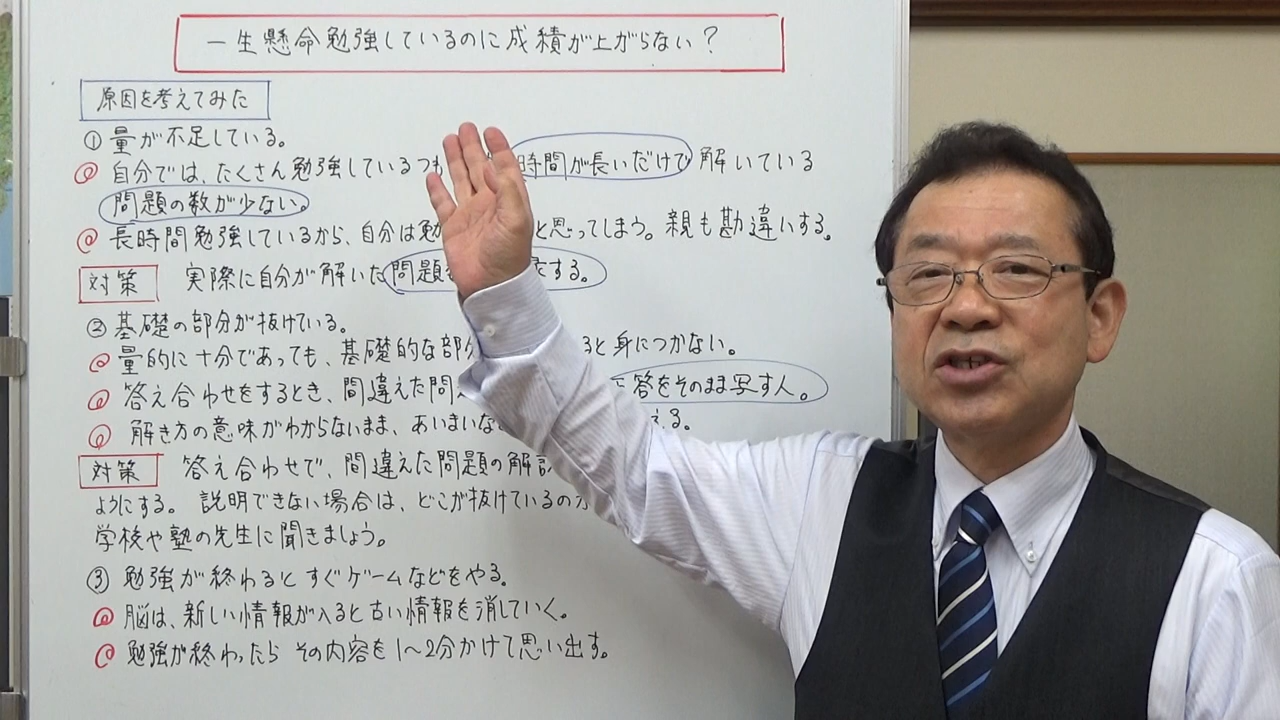 一生懸命勉強しているのに成積が上がらない？
原因を考えてみた
① 量が不足している。
自分では、たくさん勉強しているつも 時間が長いだけで 解いている
問題の数が少ない。
長時間勉強しているから、自分は勉 と思ってしまう。親も勘違いする。
対策 実際に自分が解いた問題 する。
② 基礎の部分が抜けている。
量的に十分であっても、基礎的な部分 ると身につかない。
答え合わせをするとき、間違えた問 答をそのまま写す人。
解き方の意味がわからないまま、あいまいな える。
対策 答え合わせで、間違えた問題の解説
ようにする。説明できない場合は、どこが抜けているのか
学校や塾の先生に聞きましょう。
③ 勉強が終わるとすぐゲームなどをやる。
脳は、新しい情報が入ると古い情報を消していく。
勉強が終わったら その内容を1〜2分かけて思い出す。